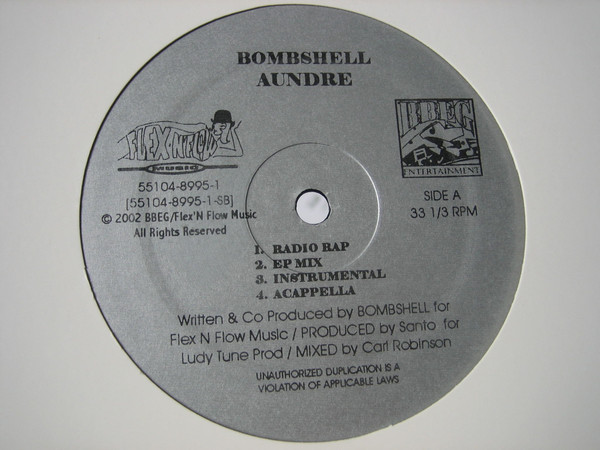 BOMBSHELL
AUNDRE
FLEX-N-FLOW
BBEG
ENTERTAINMENT
55104-8995-1
[55104-8995-1-SB]
© 2002 BBEG/Flex'N Flow Music
All Rights Reserved
SIDE A
33 1/3 RPM
1. RADIO RAP
2. EP MIX
3. INSTRUMENTAL
4. ACAPPELLA
Written & Co Produced by BOMBSHELL for
Flex N Flow Music / PRODUCED by Santo for
Ludy Tune Prod / MIXED by Carl Robinson
UNAUTHORIZED DUPLICATION IS A
VIOLATION OF APPLICABLE LAWS